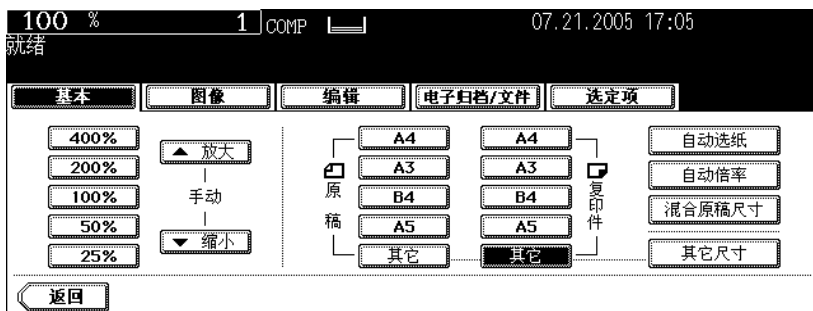 100 % 1 COMP 07.21.2005 17:05
就绪
基本 图像 编辑 电子归档/文件 选定项
400% 放大 A4 A4 自动选纸
200% A3 A3 自动倍率
100% 手动 原稿 B4 B4 复印件 混合原稿尺寸
50% 缩小 A5 A5
25% 其它 其它 其它尺寸
返回